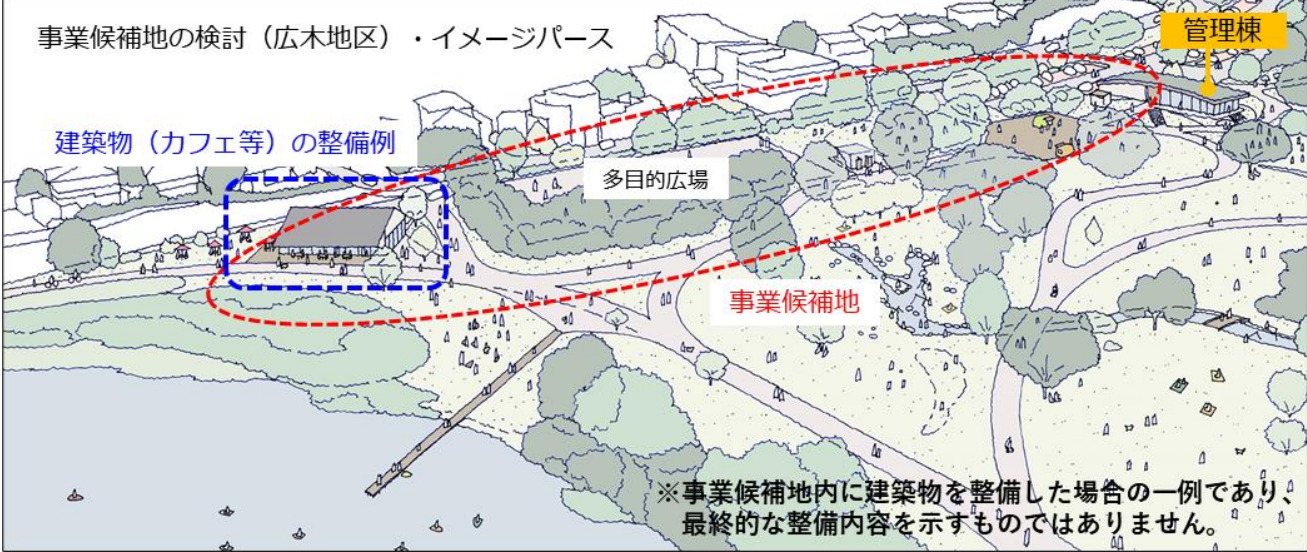 事業候補地の検討（広木地区）・イメージパース
管理棟
建築物（カフェ等）の整備例
多目的広場
事業候補地
※事業候補地内に建築物を整備した場合の一例であり、
最終的な整備内容を示すものではありません。